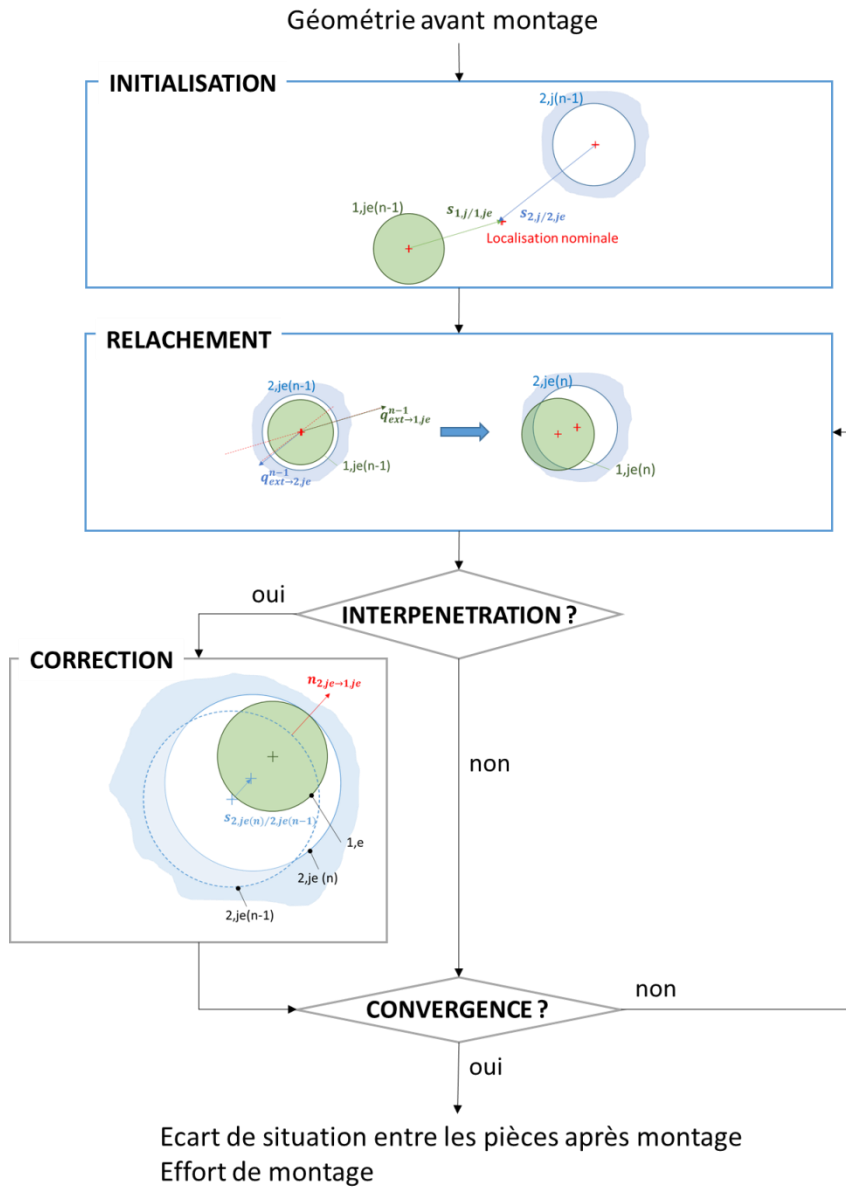 Géométrie avant montage
INITIALISATION
2,j(n-1)
1,je(n-1)
s1,j/1,je
s2,j/2,je
Localisation nominale
RELACHEMENT
2,je(n-1)
q^{n-1}_{ext→1,je}
1,je(n-1)
q^{n-1}_{ext→2,je}
2,je(n)
1,je(n)
oui
INTERPENETRATION ?
CORRECTION
n2,je→1,je
s2,je(n)/2,je(n-1)
1,e
2,je (n)
2,je(n-1)
non
CONVERGENCE ?
non
oui
Ecart de situation entre les pièces après montage
Effort de montage